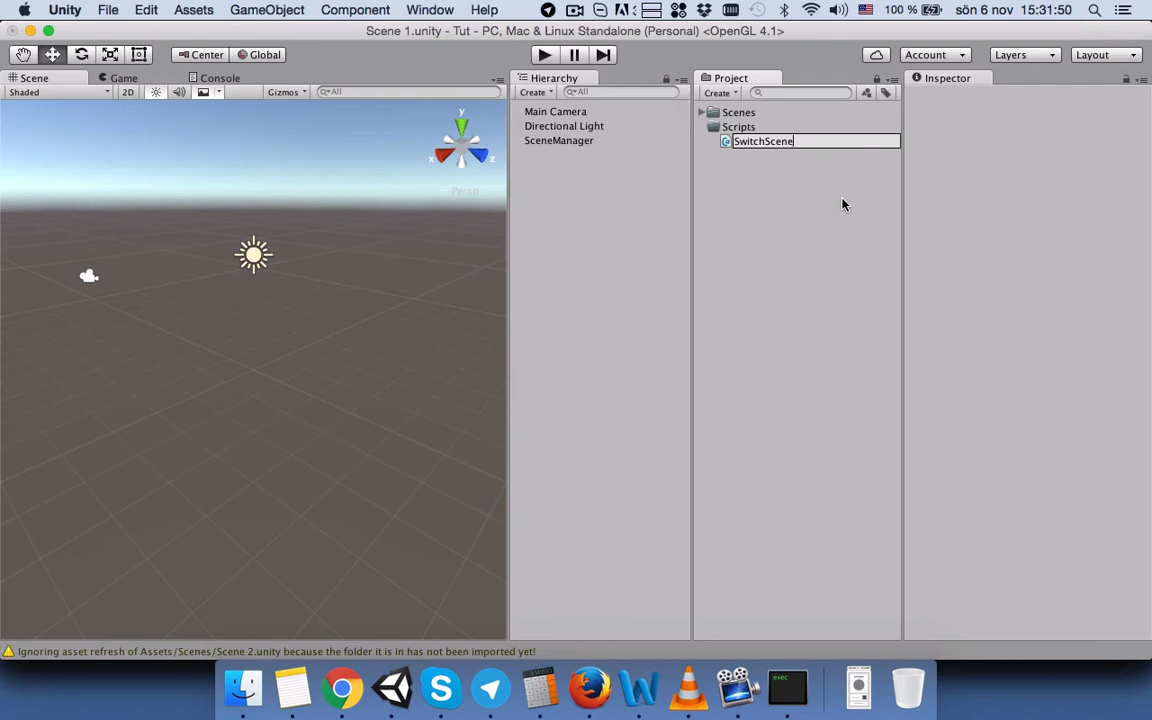 Unity File Edit Assets GameObject Component Window Help 100 % sön 6 nov 15:31:50
Scene 1.unity - Tut - PC, Mac & Linux Standalone (Personal) <OpenGL 4.1>
Center Global Account Layers Layout
Scene Game Console Hierarchy Project Inspector
Shaded 2D Gizmos All Create All Create
Main Camera
Directional Light
SceneManager
Scenes
Scripts
SwitchScene
y
x z
Persp
Ignoring asset refresh of Assets/Scenes/Scene 2.unity because the folder it is in has not been imported yet!
exec